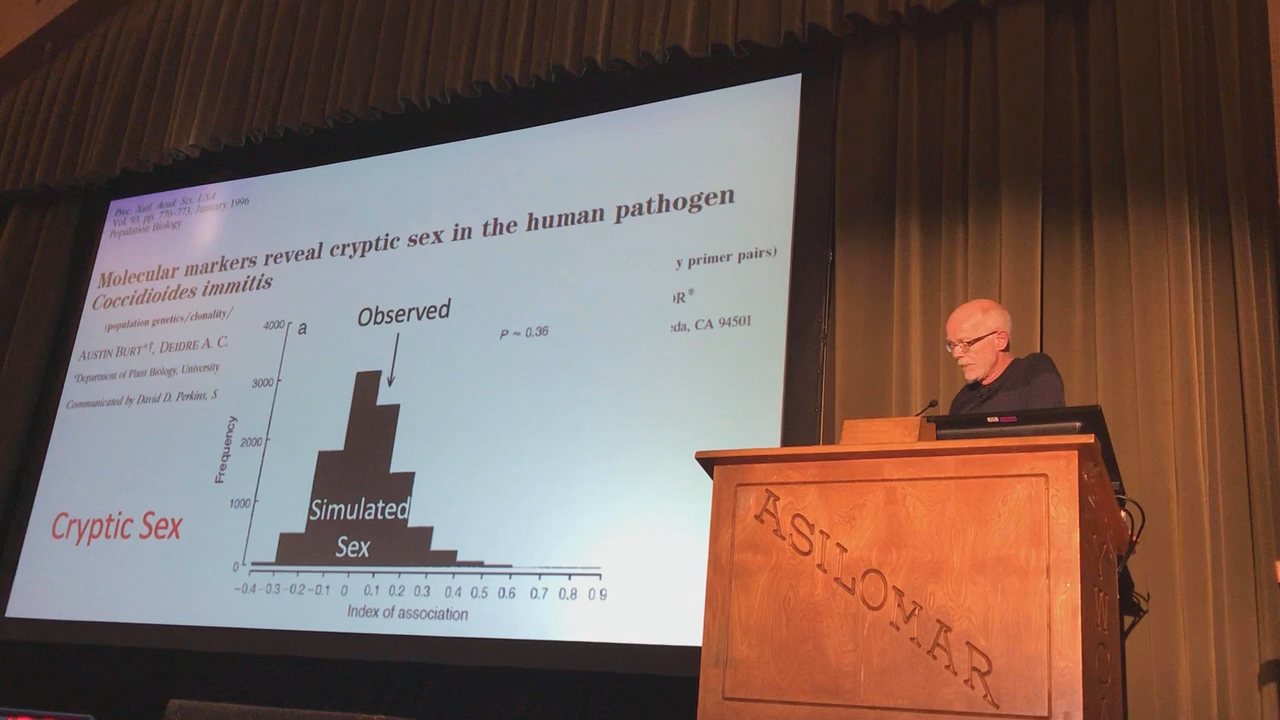 Proc. Natl. Acad. Sci. USA
Vol. 93, pp. 770-773, January 1996
Population Biology
Molecular markers reveal cryptic sex in the human pathogen
Coccidioides immitis
(population genetics/clonality/
y primer pairs)
AUSTIN BURT*†, DEIDRE A. C.
R*
*Department of Plant Biology, University
da, CA 94501
Communicated by David D. Perkins, S
Observed
a
P ~ 0.36
4000
3000
2000
1000
0
Frequency
Simulated
Sex
Cryptic Sex
-0.4 -0.3 -0.2 -0.1 0 0.1 0.2 0.3 0.4 0.5 0.6 0.7 0.8 0.9
Index of association
ASILOMAR